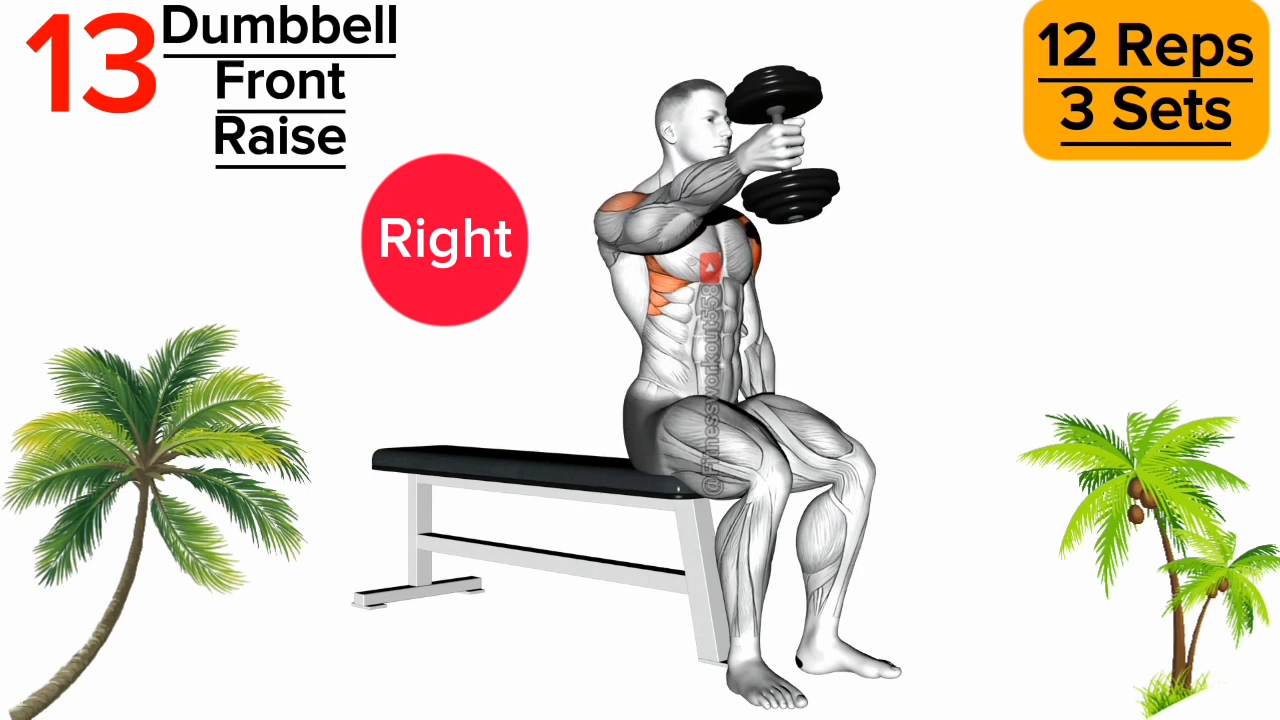 13
Dumbbell
Front
Raise
12 Reps
3 Sets
Right
@Fitnessworkout558